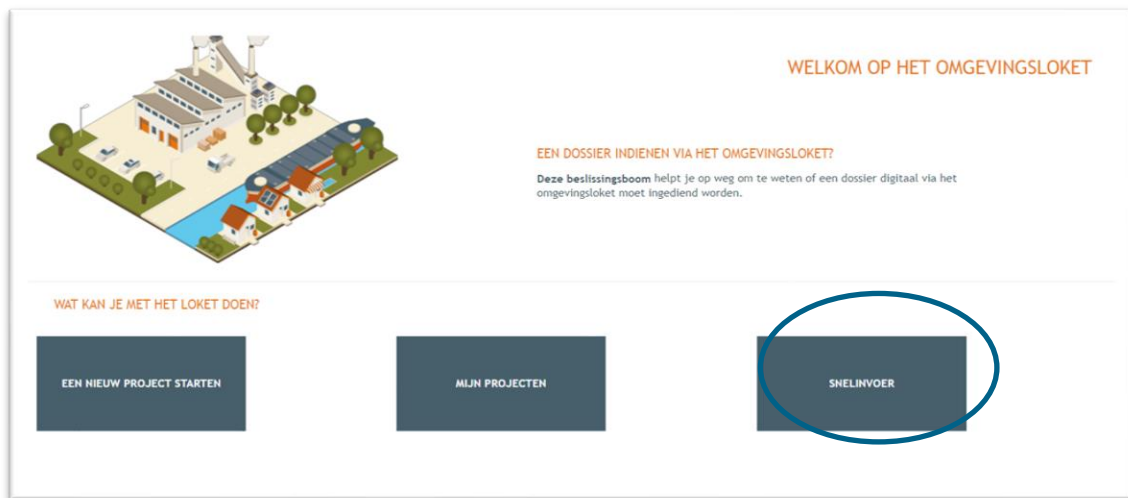 WELKOM OP HET OMGEVINGSLOKET
EEN DOSSIER INDIENEN VIA HET OMGEVINGSLOKET?
Deze beslissingsboom helpt je op weg om te weten of een dossier digitaal via het
omgevingsloket moet ingediend worden.
WAT KAN JE MET HET LOKET DOEN?
EEN NIEUW PROJECT STARTEN
MIJN PROJECTEN
SNELINVOER